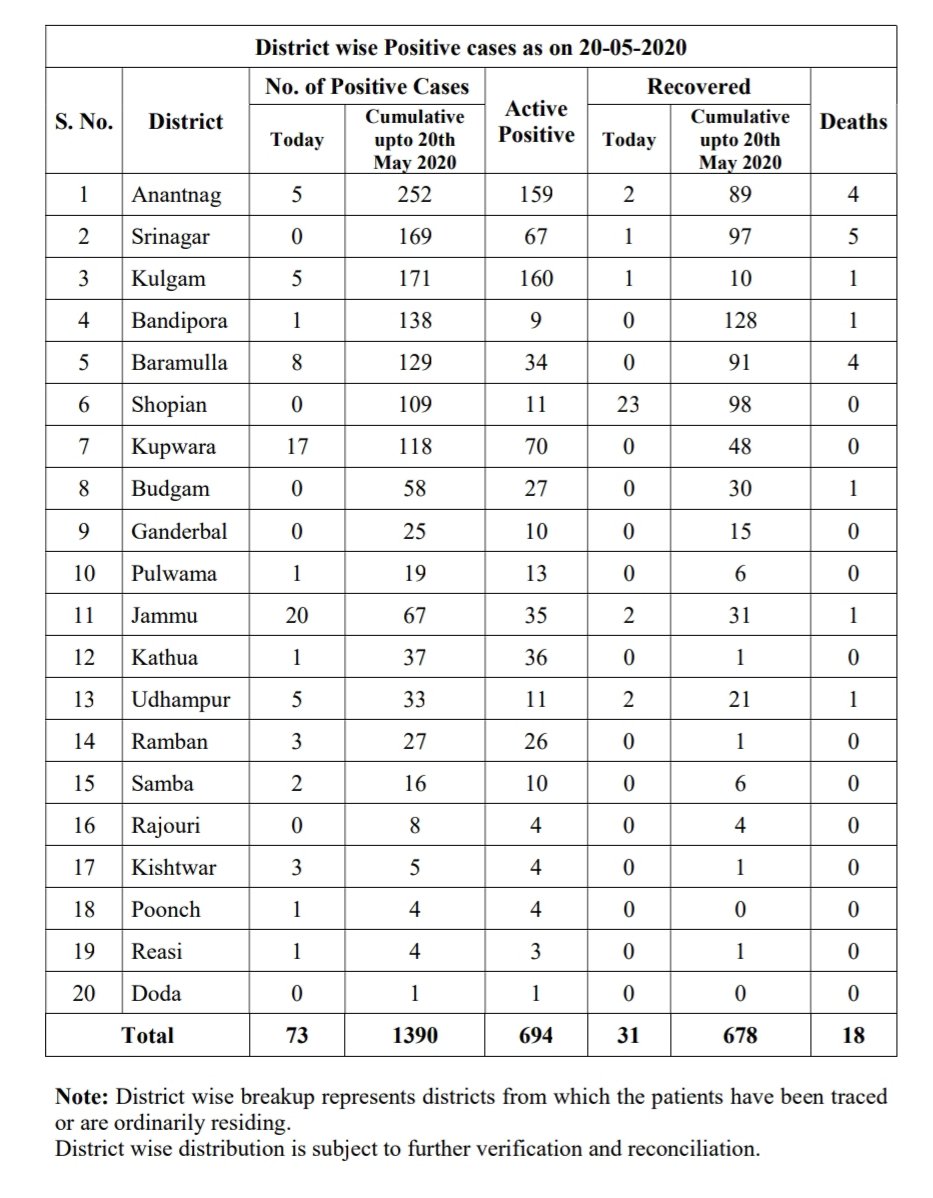 District wise Positive cases as on 20-05-2020
S. No. District No. of Positive Cases Active Positive Recovered Deaths
Today Cumulative upto 20th May 2020 Today Cumulative upto 20th May 2020
1 Anantnag 5 252 159 2 89 4
2 Srinagar 0 169 67 1 97 5
3 Kulgam 5 171 160 1 10 1
4 Bandipora 1 138 9 0 128 1
5 Baramulla 8 129 34 0 91 4
6 Shopian 0 109 11 23 98 0
7 Kupwara 17 118 70 0 48 0
8 Budgam 0 58 27 0 30 1
9 Ganderbal 0 25 10 0 15 0
10 Pulwama 1 19 13 0 6 0
11 Jammu 20 67 35 2 31 1
12 Kathua 1 37 36 0 1 0
13 Udhampur 5 33 11 2 21 1
14 Ramban 3 27 26 0 1 0
15 Samba 2 16 10 0 6 0
16 Rajouri 0 8 4 0 4 0
17 Kishtwar 3 5 4 0 1 0
18 Poonch 1 4 4 0 0 0
19 Reasi 1 4 3 0 1 0
20 Doda 0 1 1 0 0 0
Total 73 1390 694 31 678 18
Note: District wise breakup represents districts from which the patients have been traced
or are ordinarily residing.
District wise distribution is subject to further verification and reconciliation.